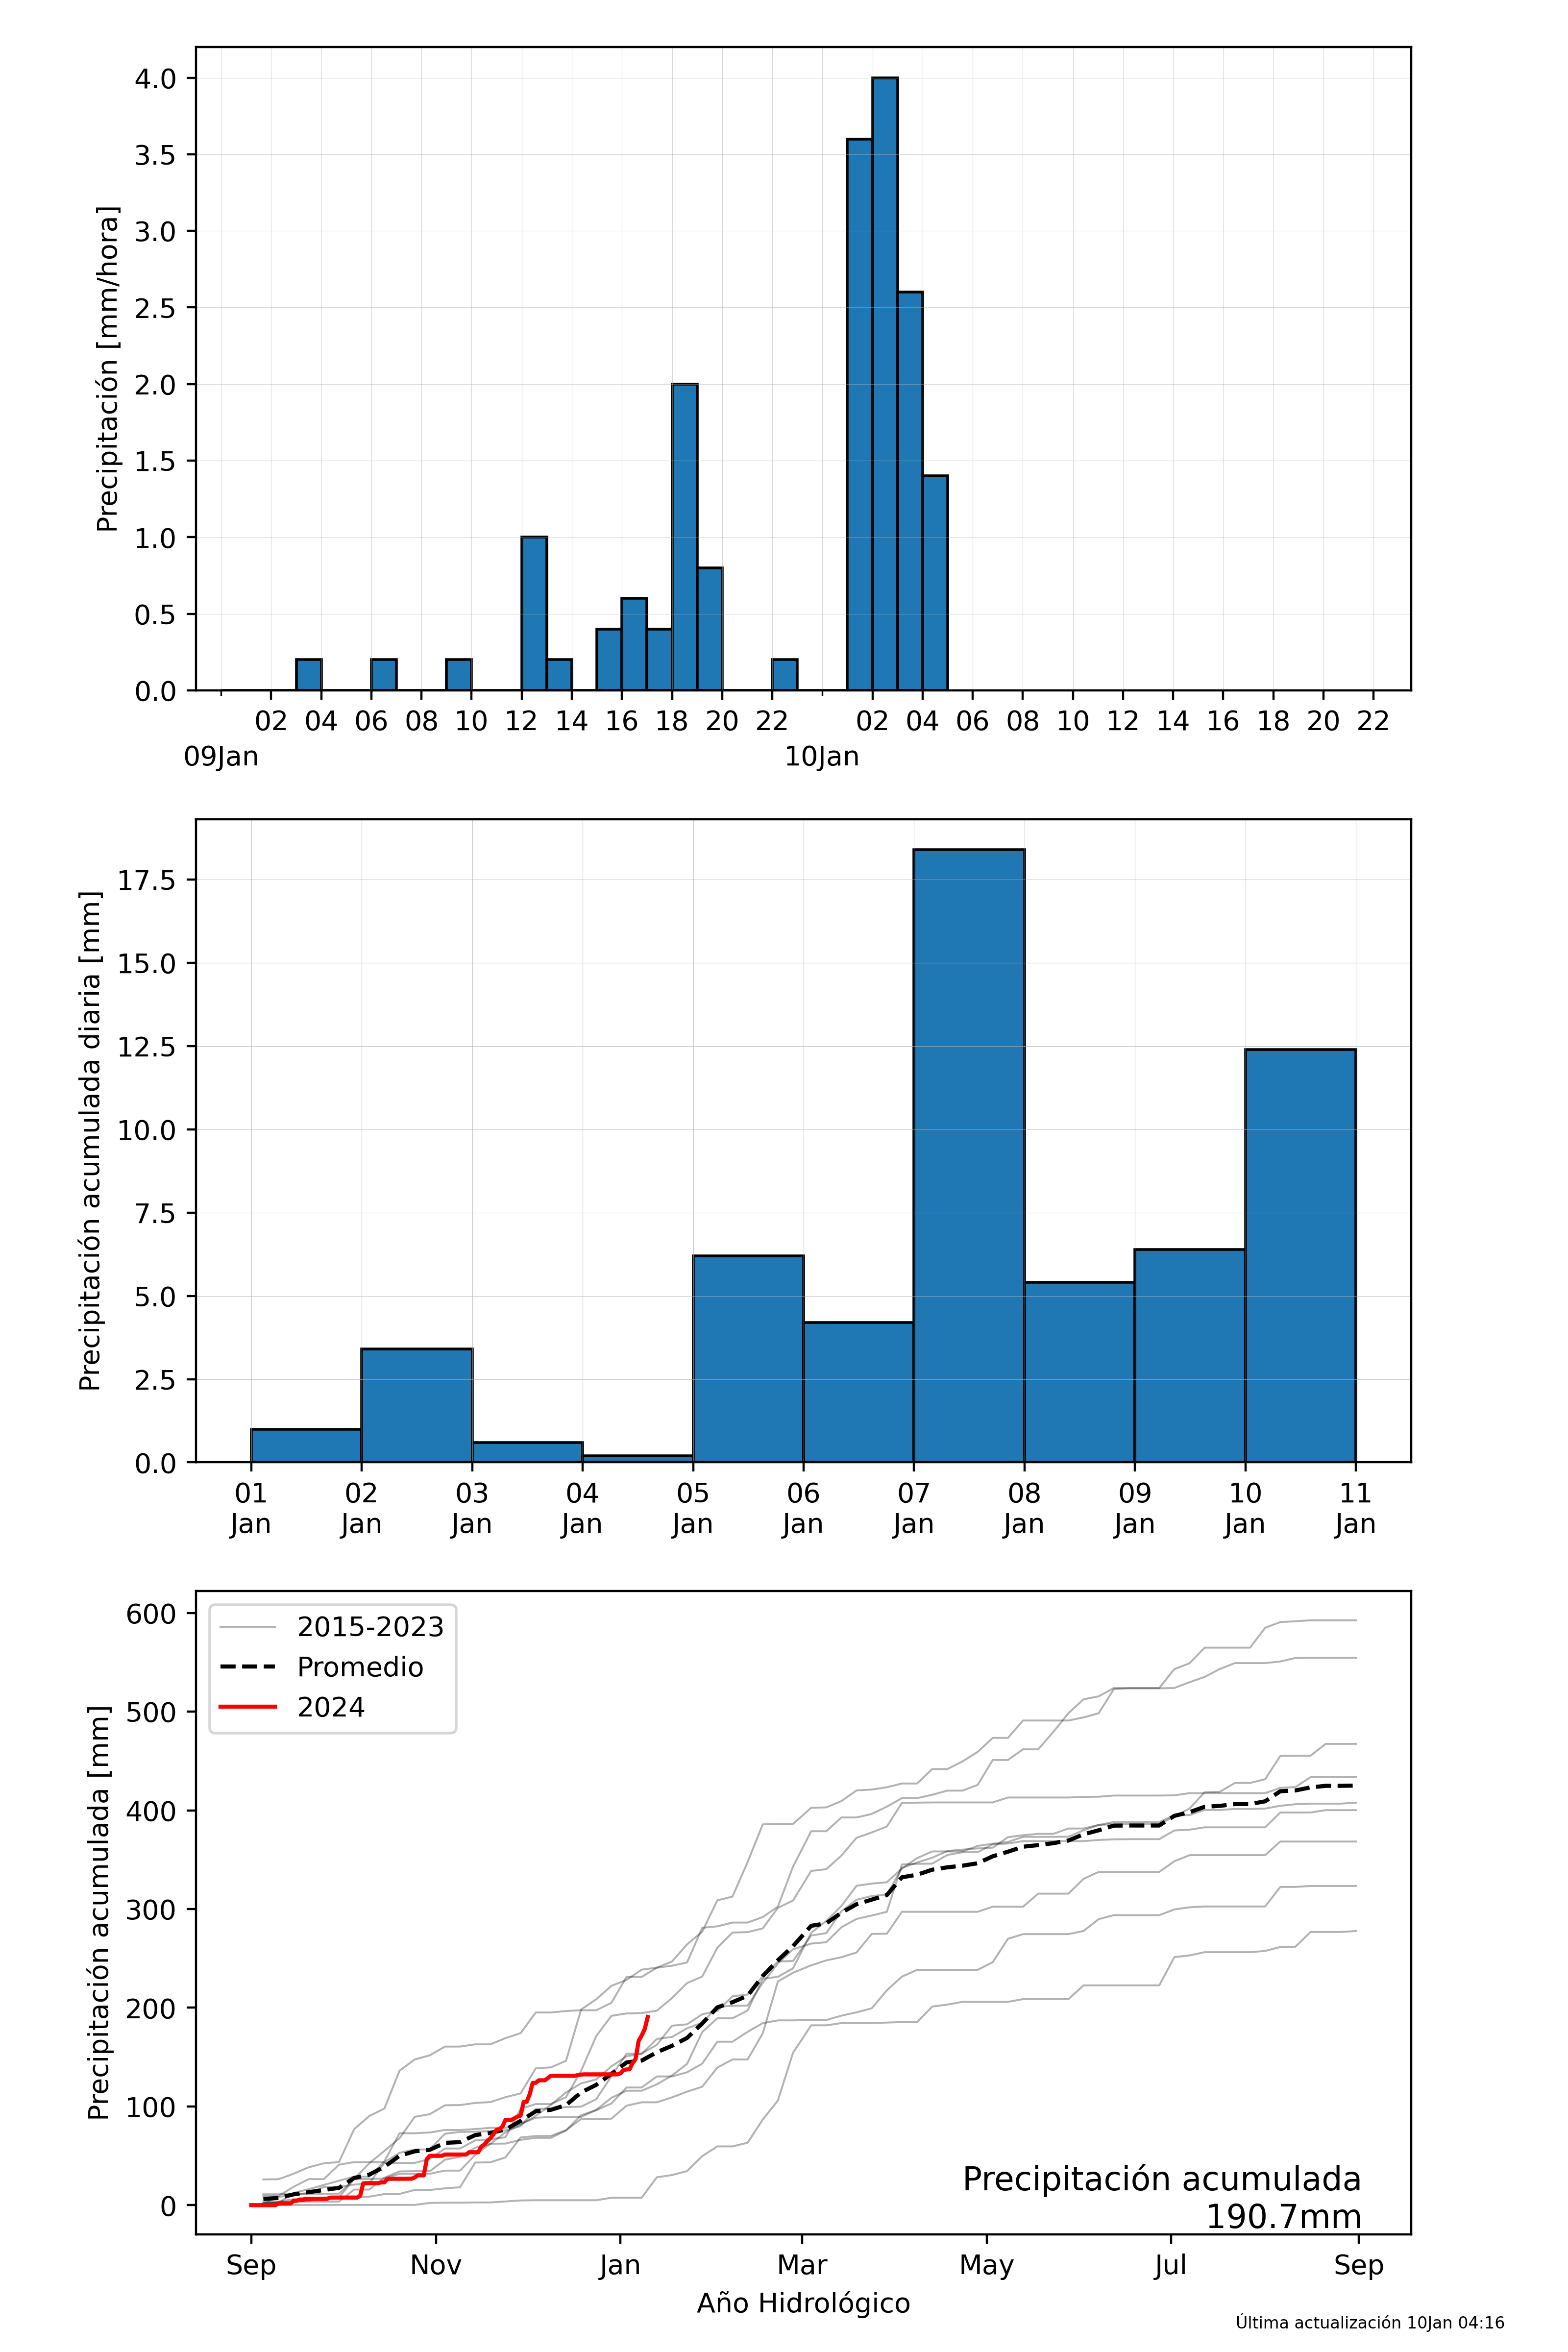 Precipitación [mm/hora]
4.0
3.5
3.0
2.5
2.0
1.5
1.0
0.5
0.0
02 04 06 08 10 12 14 16 18 20 22 02 04 06 08 10 12 14 16 18 20 22
09Jan 10Jan
Precipitación acumulada diaria [mm]
17.5
15.0
12.5
10.0
7.5
5.0
2.5
0.0
01 02 03 04 05 06 07 08 09 10 11
Jan Jan Jan Jan Jan Jan Jan Jan Jan Jan Jan
Precipitación acumulada [mm]
600
500
400
300
200
100
0
2015-2023
Promedio
2024
Precipitación acumulada
190.7mm
Sep Nov Jan Mar May Jul Sep
Año Hidrológico
Última actualización 10Jan 04:16